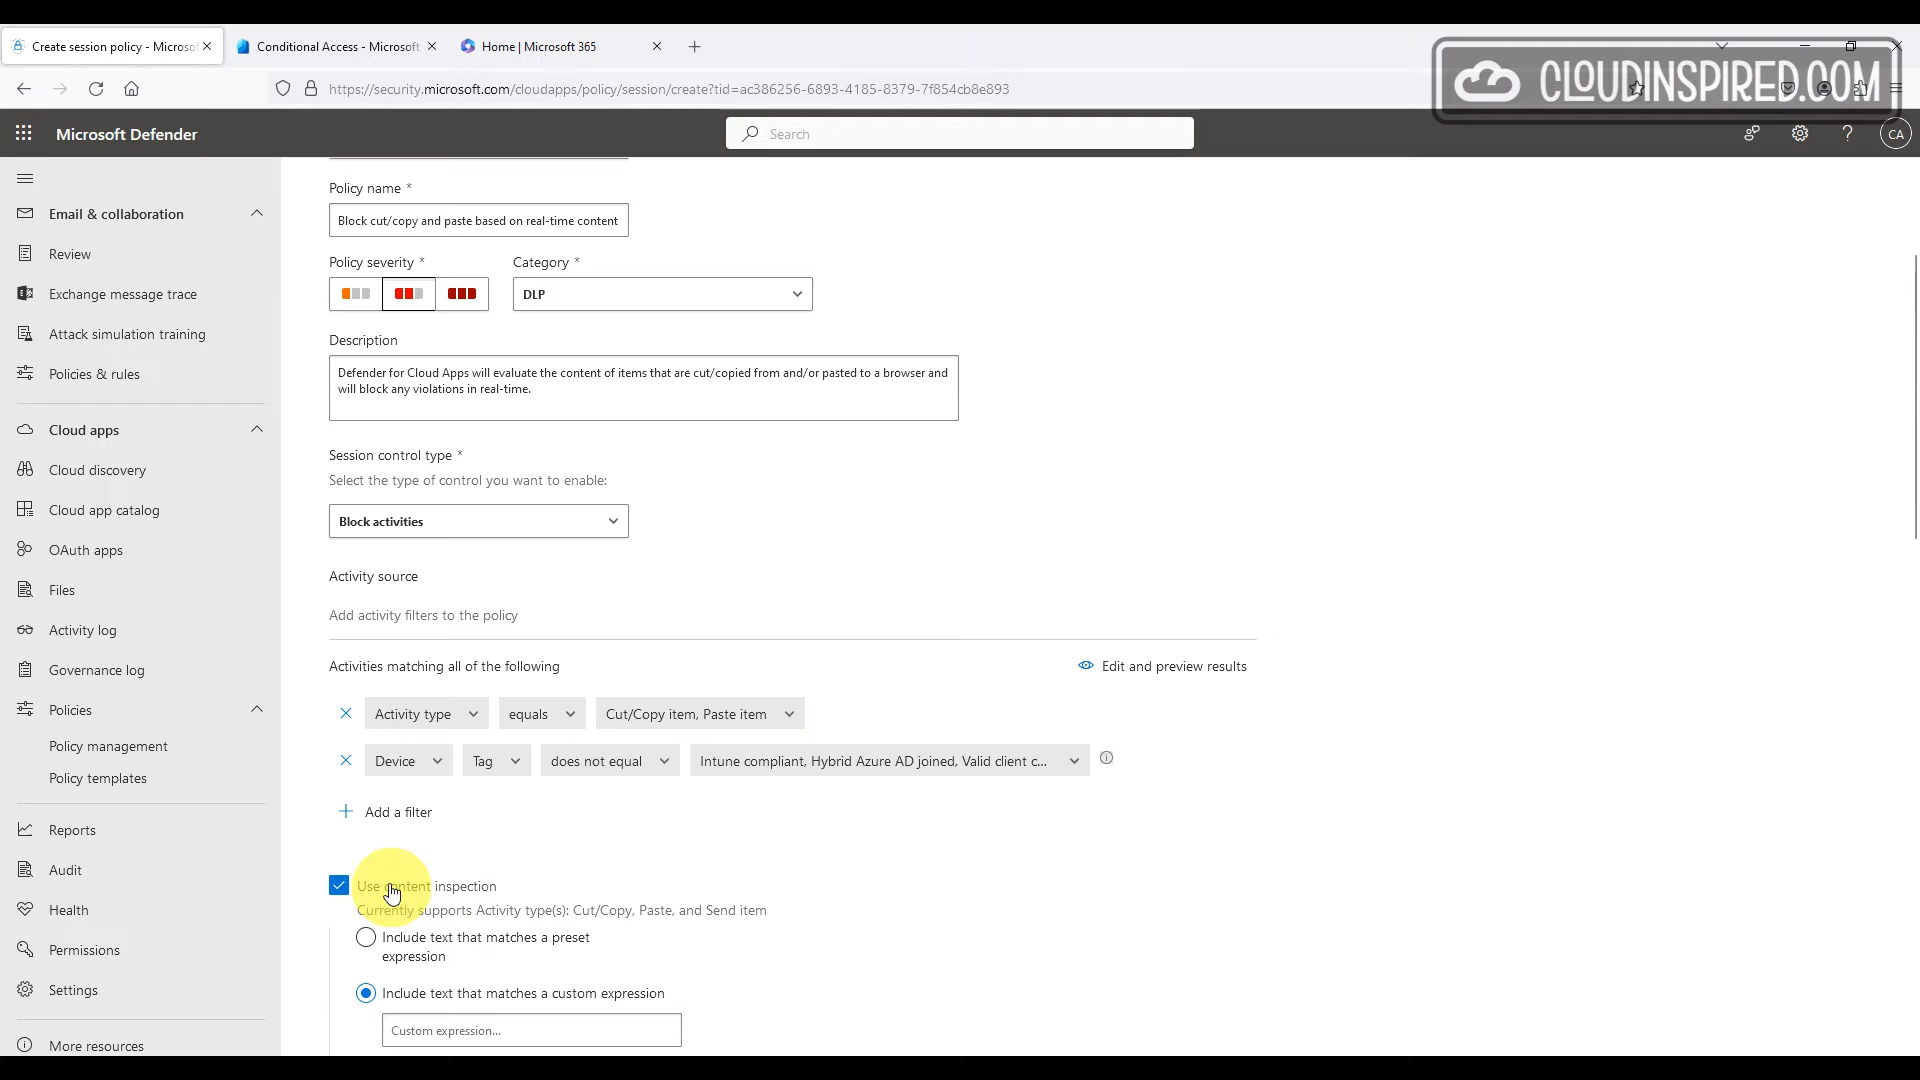 Create session policy - Microso
Conditional Access - Microsoft
Home | Microsoft 365
CLOUDINSPIRED.COM
https://security.microsoft.com/cloudapps/policy/session/create?tid=ac386256-6893-4185-8379-7f854cb8e893
Microsoft Defender
Search
CA
Email & collaboration
Review
Exchange message trace
Attack simulation training
Policies & rules
Cloud apps
Cloud discovery
Cloud app catalog
OAuth apps
Files
Activity log
Governance log
Policies
Policy management
Policy templates
Reports
Audit
Health
Permissions
Settings
More resources
Policy name *
Block cut/copy and paste based on real-time content
Policy severity *
Category *
DLP
Description
Defender for Cloud Apps will evaluate the content of items that are cut/copied from and/or pasted to a browser and
will block any violations in real-time.
Session control type *
Select the type of control you want to enable:
Block activities
Activity source
Add activity filters to the policy
Activities matching all of the following
Edit and preview results
Activity type equals Cut/Copy item, Paste item
Device Tag does not equal Intune compliant, Hybrid Azure AD joined, Valid client c...
Add a filter
Use content inspection
Currently supports Activity type(s): Cut/Copy, Paste, and Send item
Include text that matches a preset
expression
Include text that matches a custom expression
Custom expression...